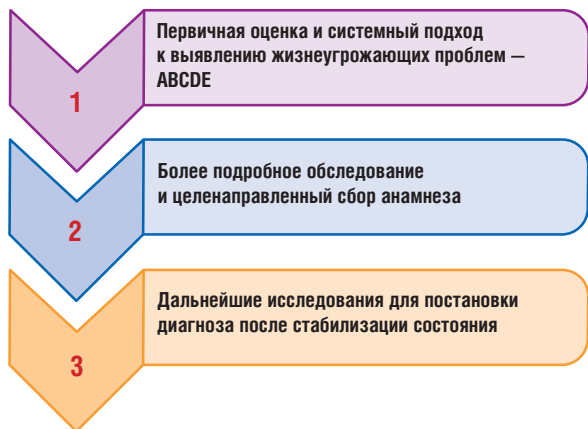 1
Первичная оценка и системный подход
к выявлению жизнеугрожающих проблем —
ABCDE
2
Более подробное обследование
и целенаправленный сбор анамнеза
3
Дальнейшие исследования для постановки
диагноза после стабилизации состояния